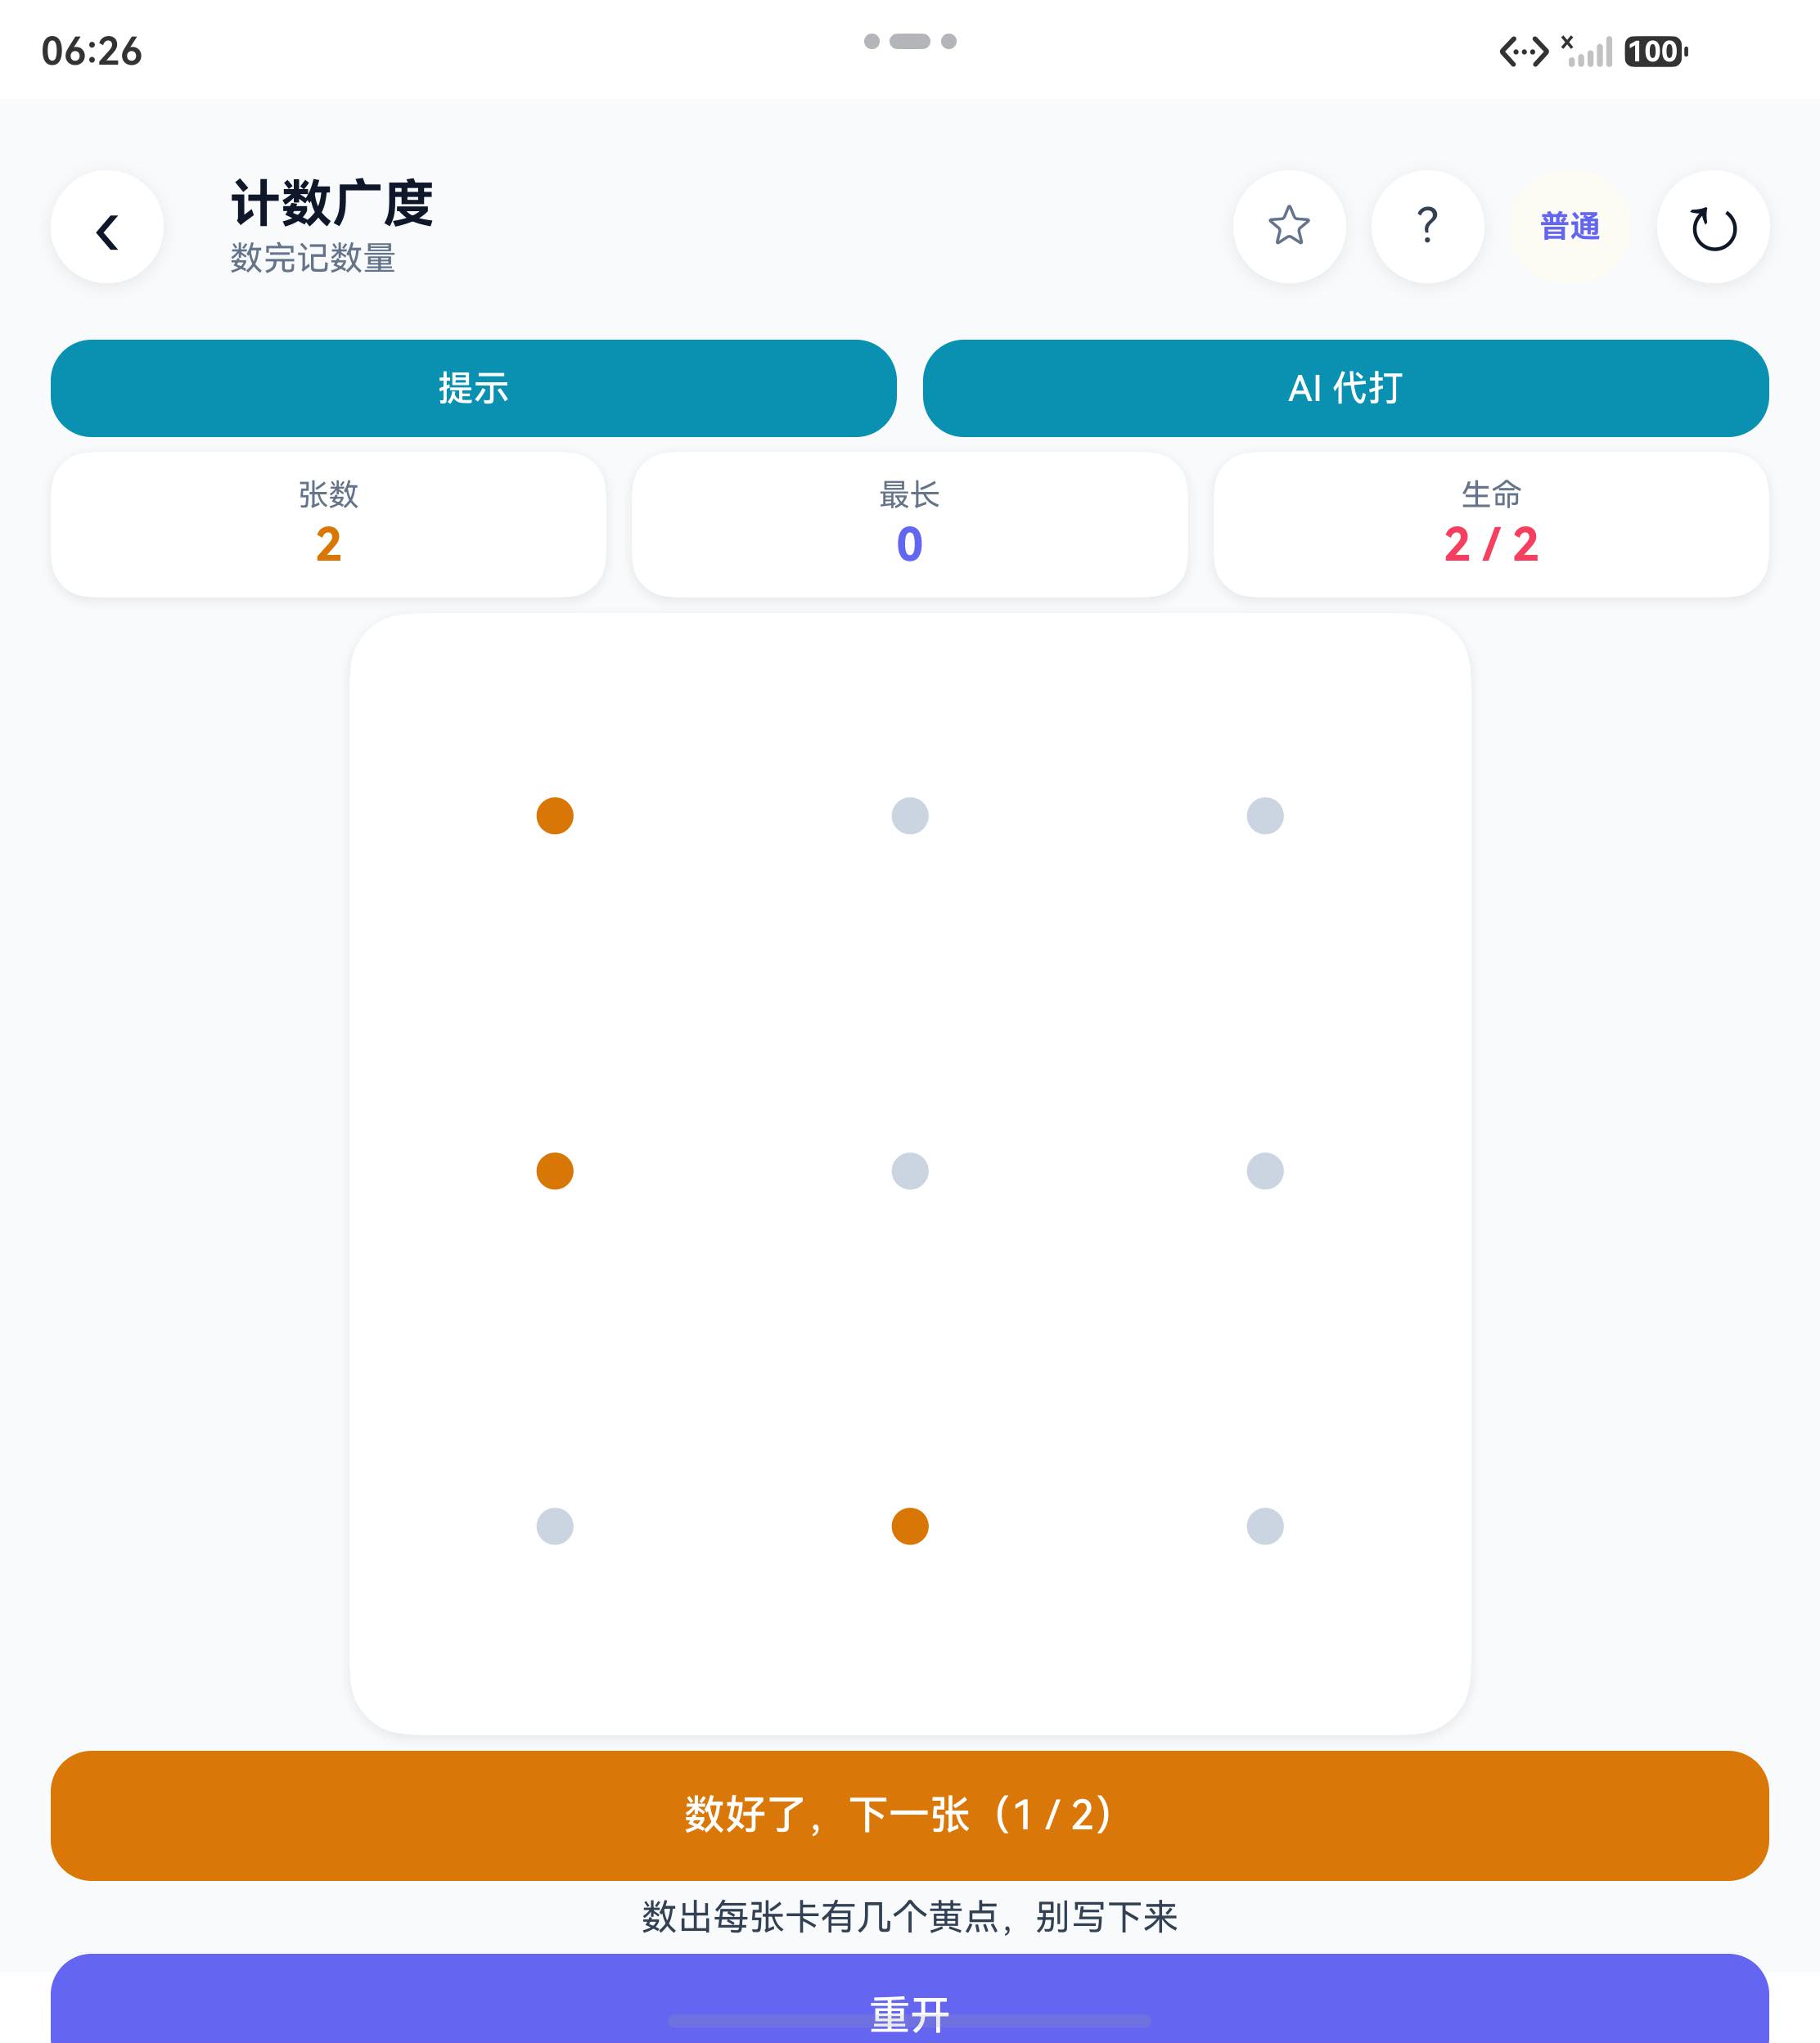 06:26
100
计数广度
数完记数量
?
普通
提示
AI 代打
张数
2
最长
0
生命
2 / 2
数好了，下一张（1 / 2）
数出每张卡有几个黄点，别写下来
重开